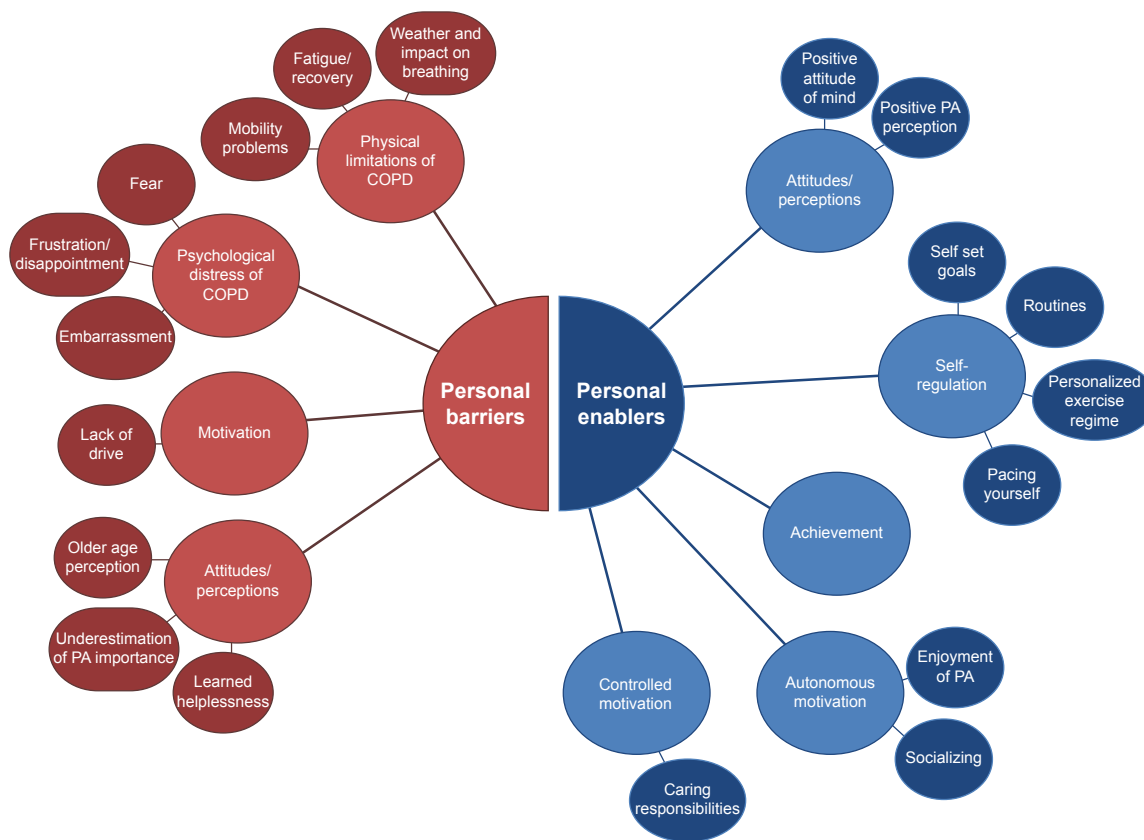 Weather and
impact on
breathing
Fatigue/
recovery
Mobility
problems
Physical
limitations of
COPD
Fear
Frustration/
disappointment
Embarrassment
Psychological
distress of
COPD
Lack of
drive
Motivation
Older age
perception
Underestimation
of PA importance
Learned
helplessness
Attitudes/
perceptions
Personal
barriers
Personal
enablers
Positive
attitude
of mind
Positive PA
perception
Attitudes/
perceptions
Self set
goals
Routines
Personalized
exercise
regime
Pacing
yourself
Self-
regulation
Achievement
Enjoyment
of PA
Socializing
Autonomous
motivation
Controlled
motivation
Caring
responsibilities